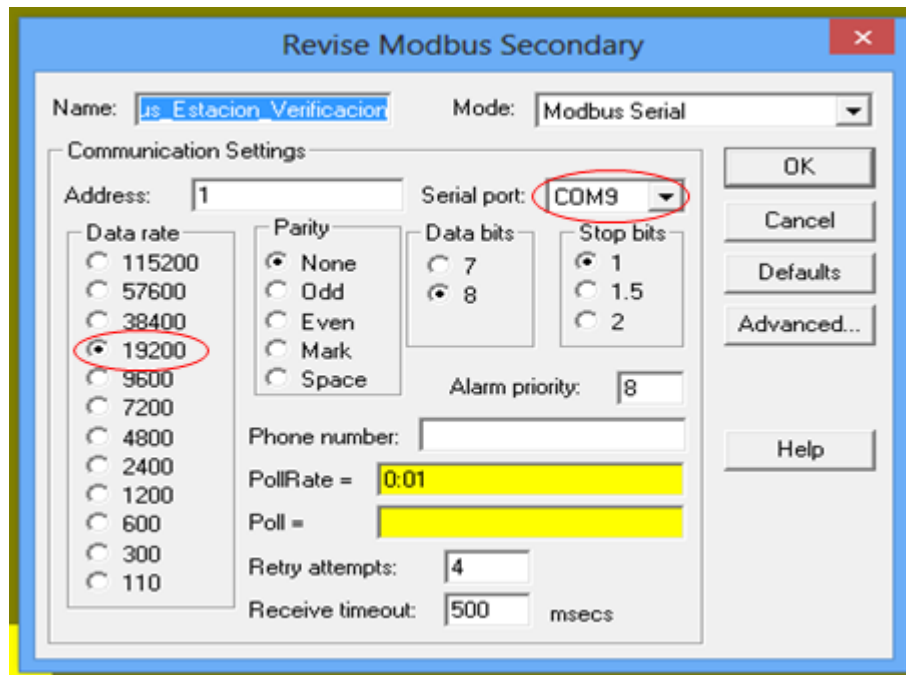 Revise Modbus Secondary
Name: us_Estacion_Verificacion Mode: Modbus Serial
Communication Settings
OK
Address: 1 Serial port: COM9
Cancel
Data rate
115200
57600
38400
19200
9600
7200
4800
2400
1200
600
300
110
Parity
None
Odd
Even
Mark
Space
Data bits
7
8
Stop bits
1
1.5
2
Defaults
Advanced...
Alarm priority: 8
Phone number:
Help
PollRate = 0:01
Poll =
Retry attempts: 4
Receive timeout: 500 msecs